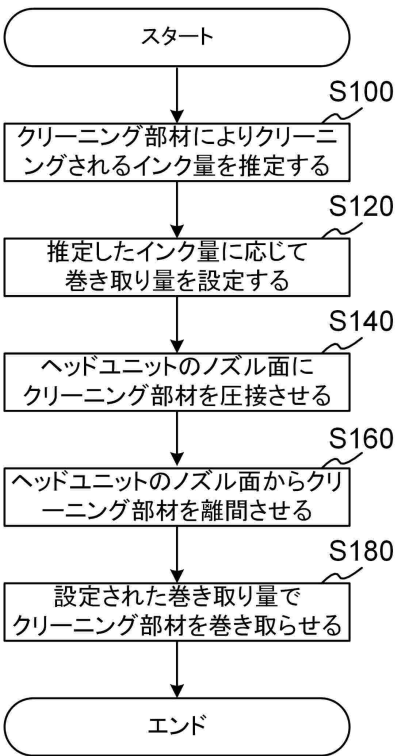 スタート
S100
クリーニング部材によりクリーニ
ングされるインク量を推定する
S120
推定したインク量に応じて
巻き取り量を設定する
S140
ヘッドユニットのノズル面に
クリーニング部材を圧接させる
S160
ヘッドユニットのノズル面からクリ
ーニング部材を離間させる
S180
設定された巻き取り量で
クリーニング部材を巻き取らせる
エンド